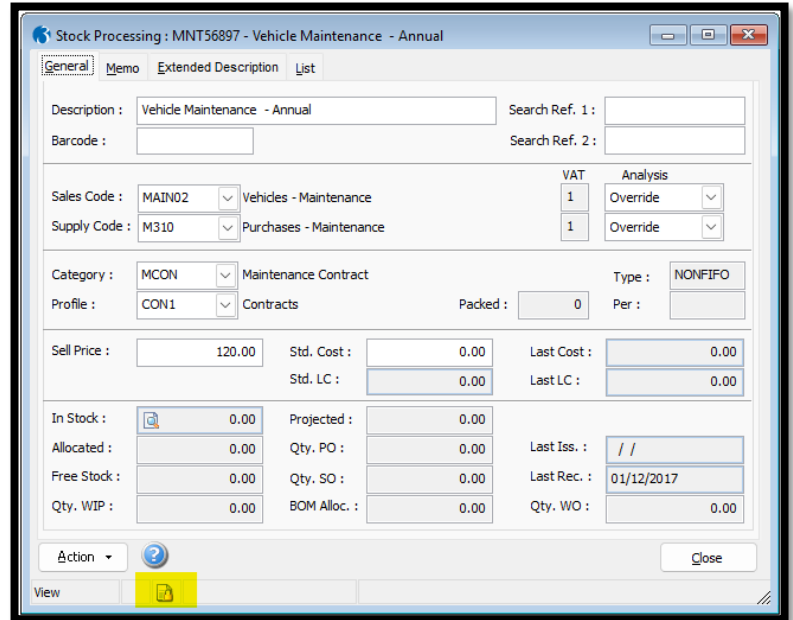 Stock Processing : MNT56897 - Vehicle Maintenance  - Annual
General Memo Extended Description List
Description : Vehicle Maintenance  - Annual Search Ref. 1 :
Barcode : Search Ref. 2 :
VAT Analysis
Sales Code : MAIN02 Vehicles - Maintenance 1 Override
Supply Code : M310 Purchases - Maintenance 1 Override
Category : MCON Maintenance Contract Type : NONFIFO
Profile : CON1 Contracts Packed : 0 Per :
Sell Price : 120.00 Std. Cost : 0.00 Last Cost : 0.00
Std. LC : 0.00 Last LC : 0.00
In Stock : 0.00 Projected : 0.00
Allocated : 0.00 Qty. PO : 0.00 Last Iss. : / /
Free Stock : 0.00 Qty. SO : 0.00 Last Rec. : 01/12/2017
Qty. WIP : 0.00 BOM Alloc. : 0.00 Qty. WO : 0.00
Action ? Close
View